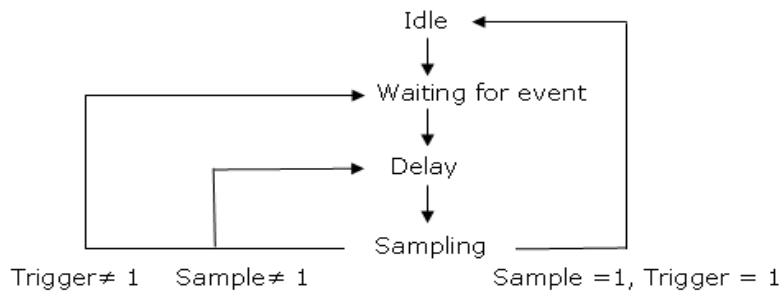 Idle
Waiting for event
Delay
Sampling
Trigger≠ 1 Sample≠ 1 Sample =1, Trigger = 1